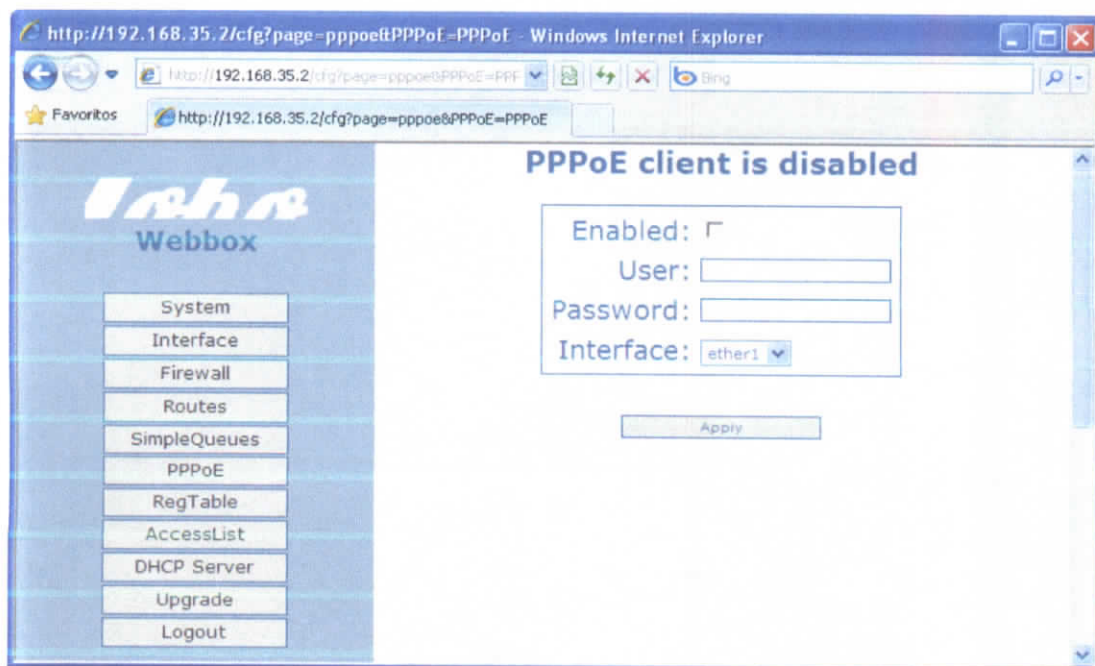 http://192.168.35.2/cfg?page=pppoe&PPPoE=PPPoE - Windows Internet Explorer
http://192.168.35.2/cfg?page=pppoe&PPPoE=PPF
Bing
Favoritos
http://192.168.35.2/cfg?page=pppoe&PPPoE=PPPoE
PPPoE client is disabled
Webbox
Enabled:
User:
Password:
Interface: ether1
Apply
System
Interface
Firewall
Routes
SimpleQueues
PPPoE
RegTable
AccessList
DHCP Server
Upgrade
Logout